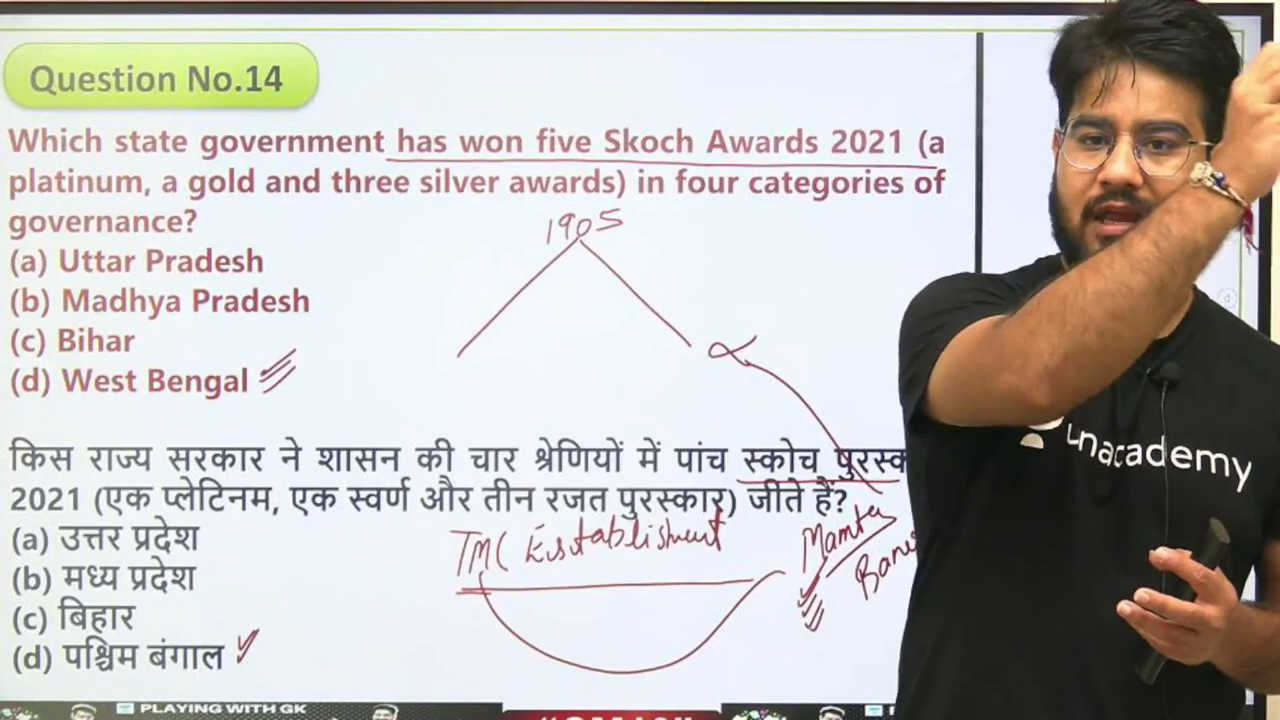 Question No.14
Which state government has won five Skoch Awards 2021 (a
platinum, a gold and three silver awards) in four categories of
governance?
1905
(a) Uttar Pradesh
(b) Madhya Pradesh
(c) Bihar
(d) West Bengal
किस राज्य सरकार ने शासन की चार श्रेणियों में पांच स्कोच पुरस्क
2021 (एक प्लेटिनम, एक स्वर्ण और तीन रजत पुरस्कार) जीते हैं?
(a) उत्तर प्रदेश
TMC Establishment
Mamta
(b) मध्य प्रदेश
Bane
(c) बिहार
(d) पश्चिम बंगाल
unacademy
PLAYING WITH GK